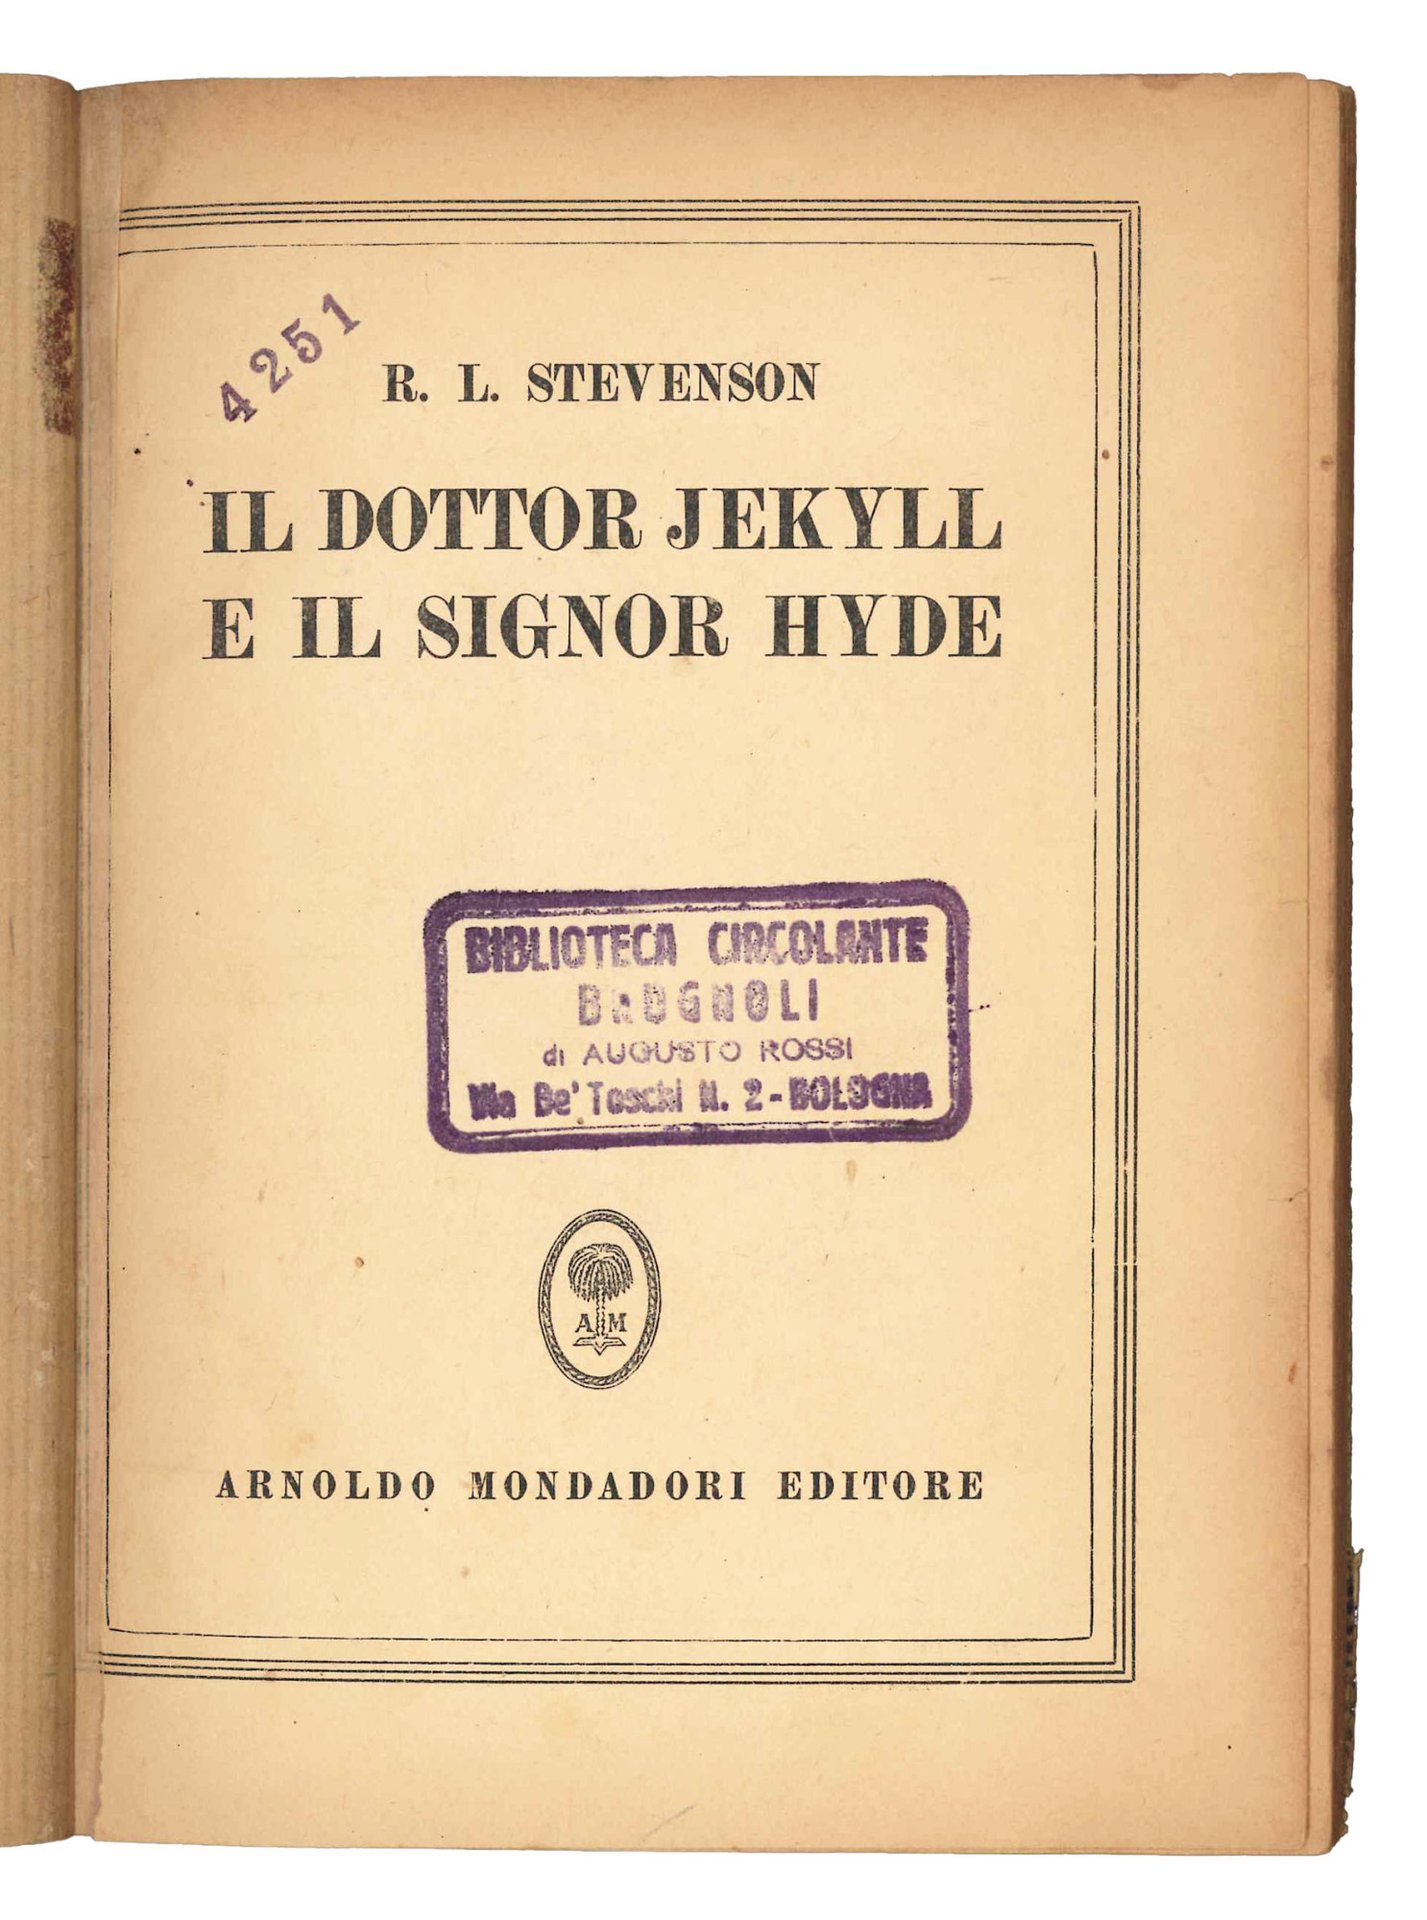 4251
R. L. STEVENSON
IL DOTTOR JEKYLL
E IL SIGNOR HYDE
BIBLIOTECA CIRCOLANTE
BRUGNOLI
di AUGUSTO ROSSI
Via De' Toschi N. 2 - BOLOGNA
A M
ARNOLDO MONDADORI EDITORE